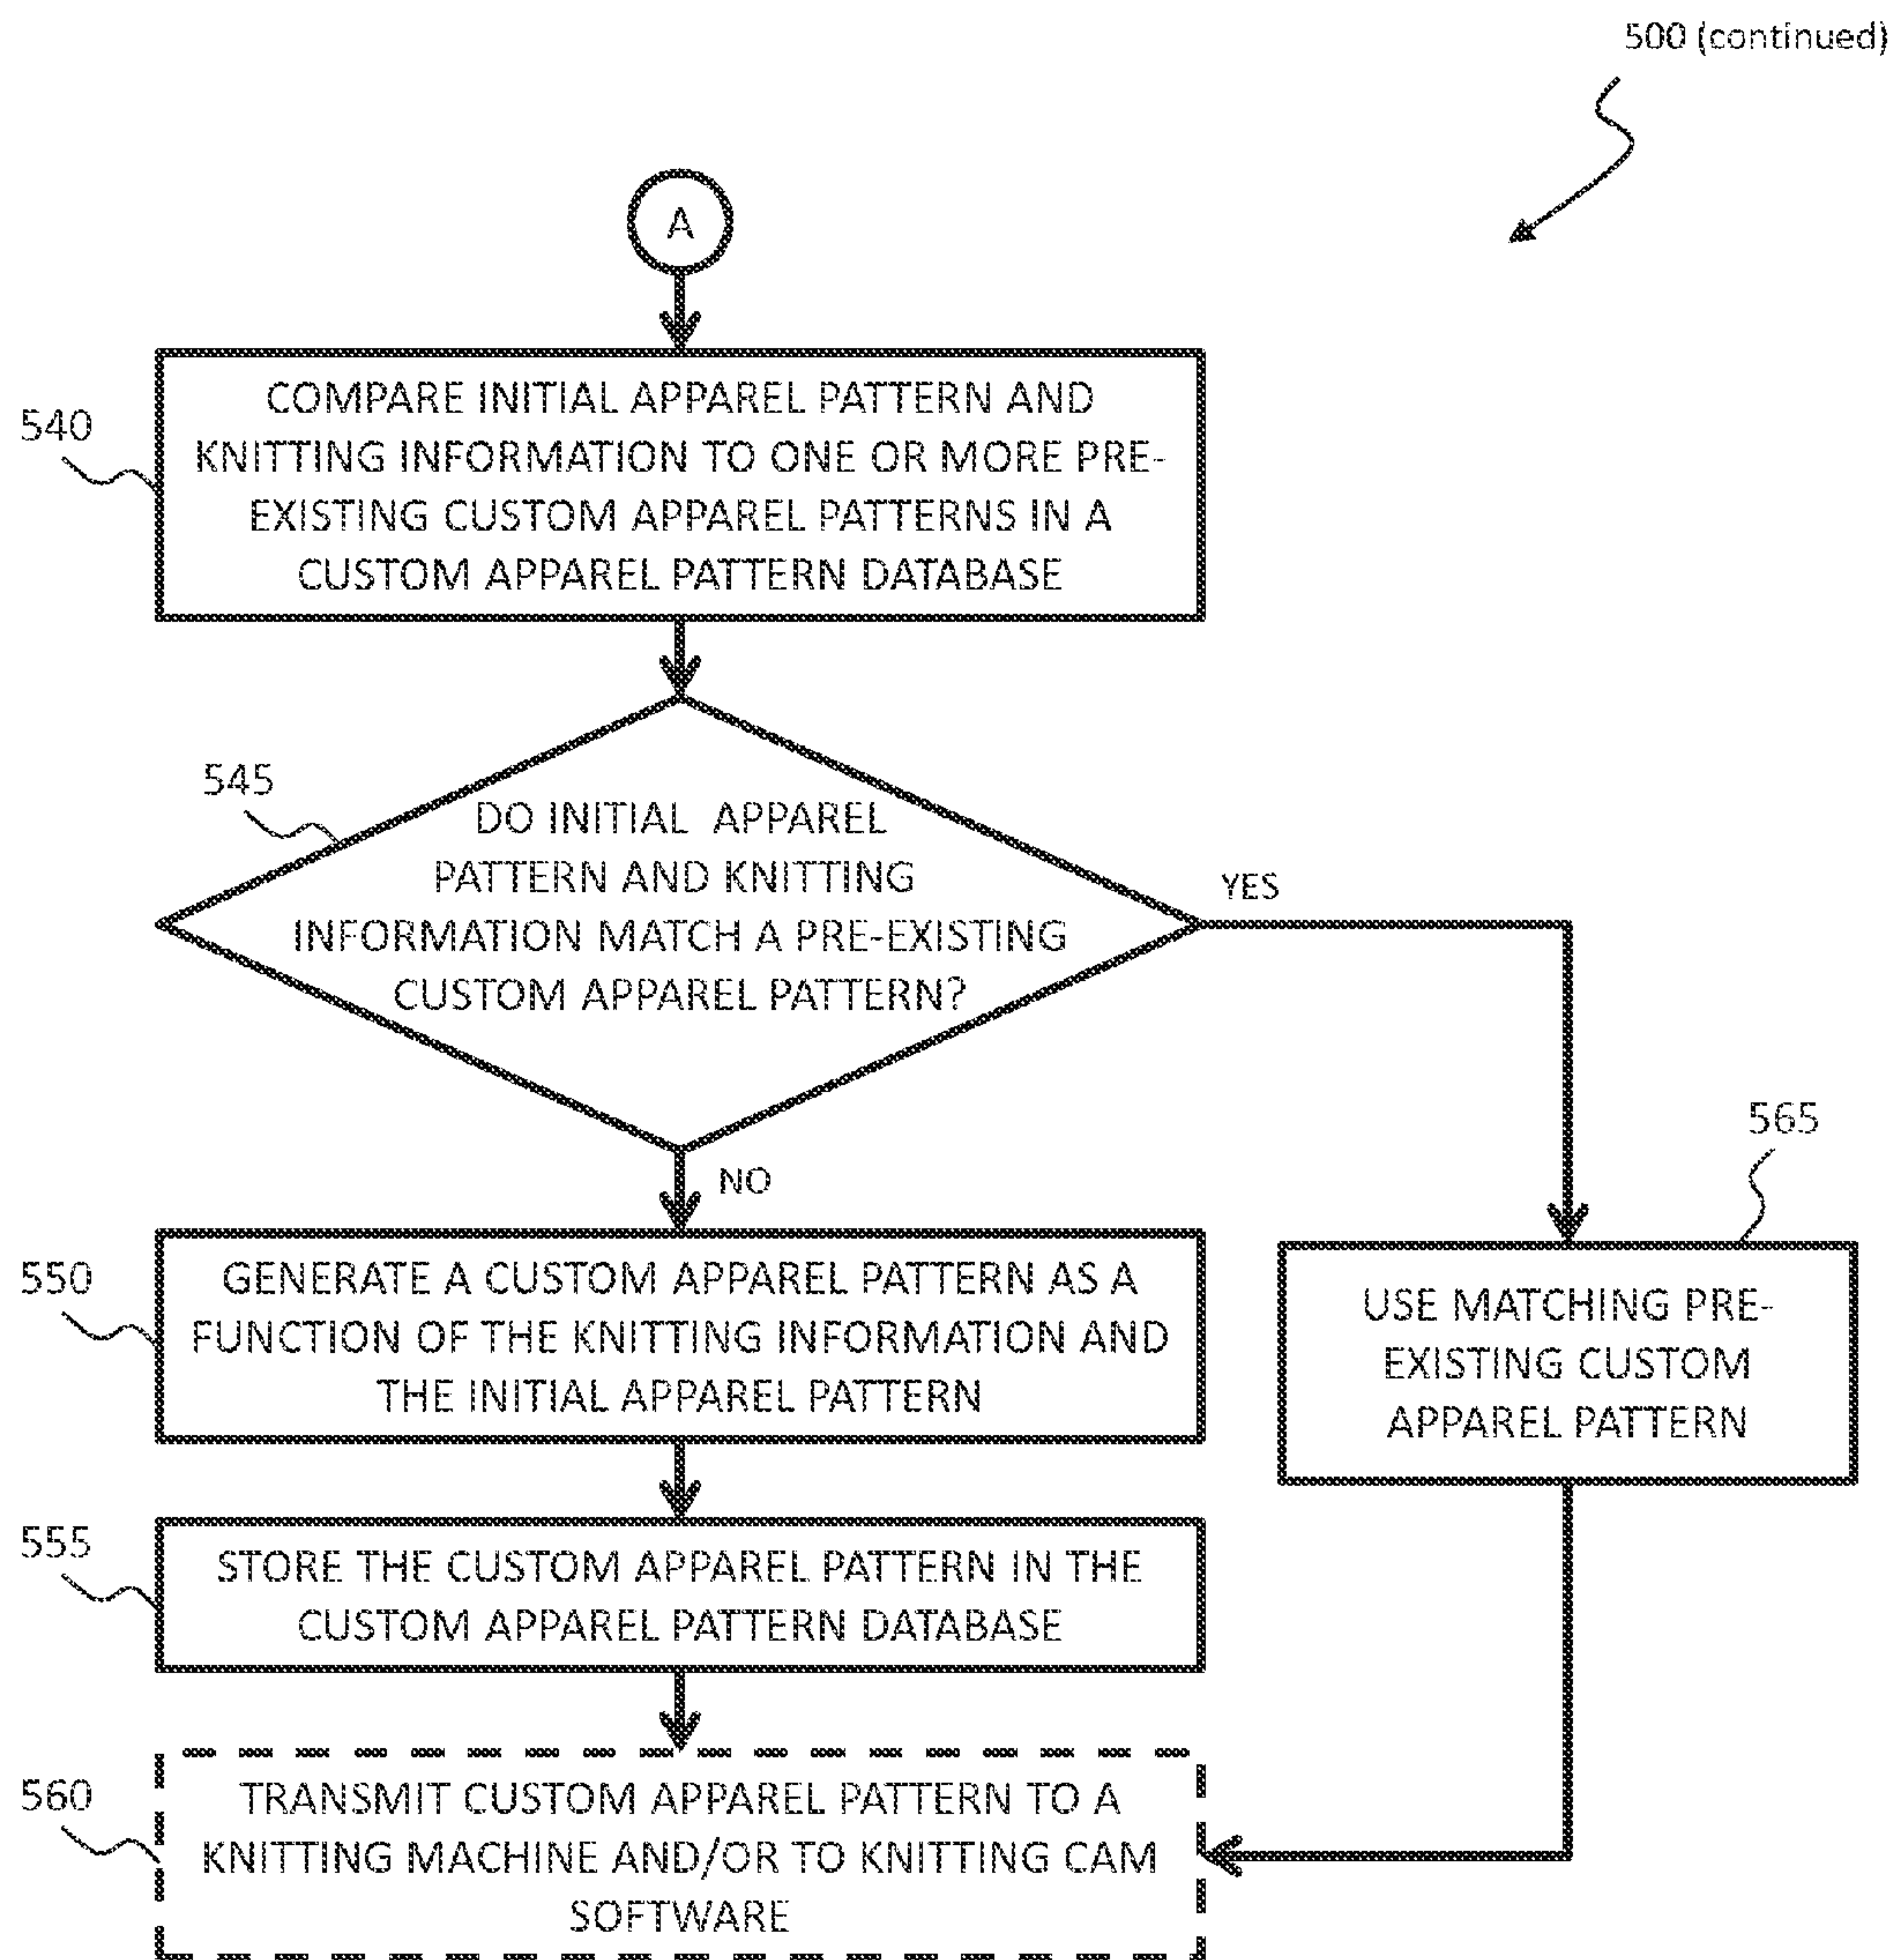 500 (continued)
A
540
COMPARE INITIAL APPAREL PATTERN AND
KNITTING INFORMATION TO ONE OR MORE PRE-
EXISTING CUSTOM APPAREL PATTERNS IN A
CUSTOM APPAREL PATTERN DATABASE
545
DO INITIAL APPAREL
PATTERN AND KNITTING
INFORMATION MATCH A PRE-EXISTING
CUSTOM APPAREL PATTERN?
YES
NO
550
GENERATE A CUSTOM APPAREL PATTERN AS A
FUNCTION OF THE KNITTING INFORMATION AND
THE INITIAL APPAREL PATTERN
565
USE MATCHING PRE-
EXISTING CUSTOM
APPAREL PATTERN
555
STORE THE CUSTOM APPAREL PATTERN IN THE
CUSTOM APPAREL PATTERN DATABASE
560
TRANSMIT CUSTOM APPAREL PATTERN TO A
KNITTING MACHINE AND/OR TO KNITTING CAM
SOFTWARE